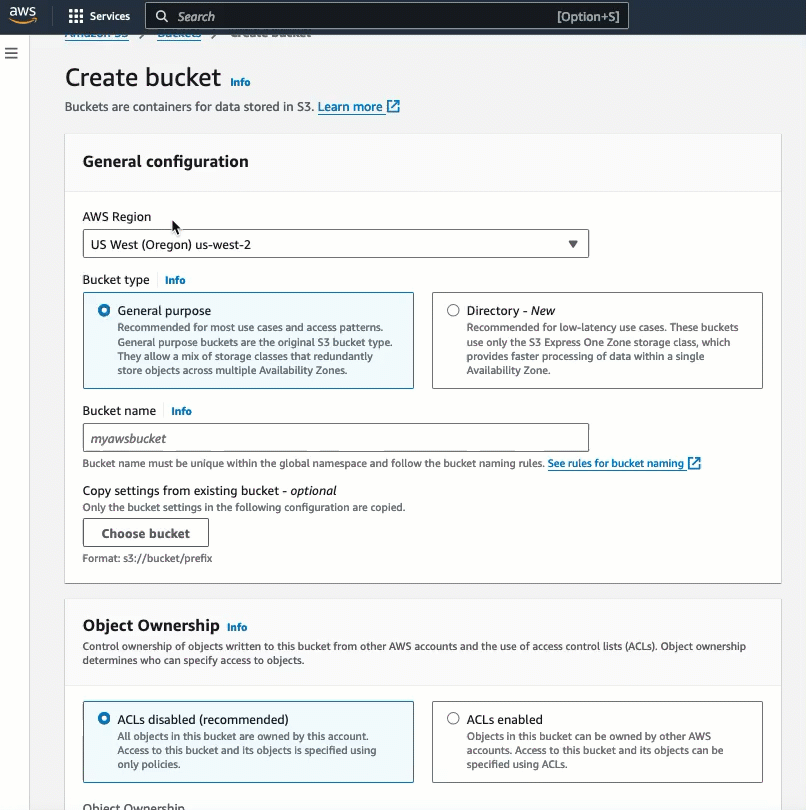 aws Services Search [Option+S]
Amazon S3 Buckets Create bucket
Create bucket Info
Buckets are containers for data stored in S3. Learn more
General configuration
AWS Region
US West (Oregon) us-west-2
Bucket type Info
General purpose
Recommended for most use cases and access patterns.
General purpose buckets are the original S3 bucket type.
They allow a mix of storage classes that redundantly
store objects across multiple Availability Zones.
Directory - New
Recommended for low-latency use cases. These buckets
use only the S3 Express One Zone storage class, which
provides faster processing of data within a single
Availability Zone.
Bucket name Info
myawsbucket
Bucket name must be unique within the global namespace and follow the bucket naming rules. See rules for bucket naming
Copy settings from existing bucket - optional
Only the bucket settings in the following configuration are copied.
Choose bucket
Format: s3://bucket/prefix
Object Ownership Info
Control ownership of objects written to this bucket from other AWS accounts and the use of access control lists (ACLs). Object ownership
determines who can specify access to objects.
ACLs disabled (recommended)
All objects in this bucket are owned by this account.
Access to this bucket and its objects is specified using
only policies.
ACLs enabled
Objects in this bucket can be owned by other AWS
accounts. Access to this bucket and its objects can be
specified using ACLs.
Object Ownership